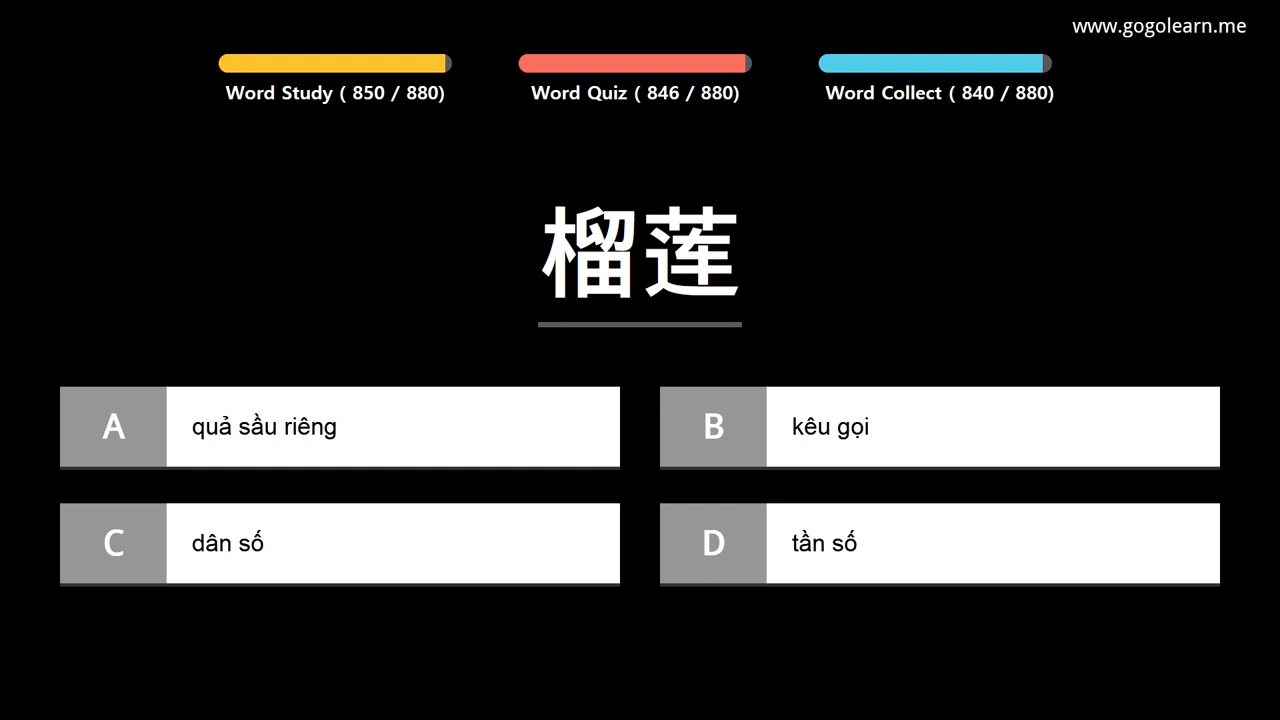 www.gogolearn.me
Word Study ( 850 / 880)
Word Quiz ( 846 / 880)
Word Collect ( 840 / 880)
榴莲
A quả sầu riêng
B kêu gọi
C dân số
D tần số